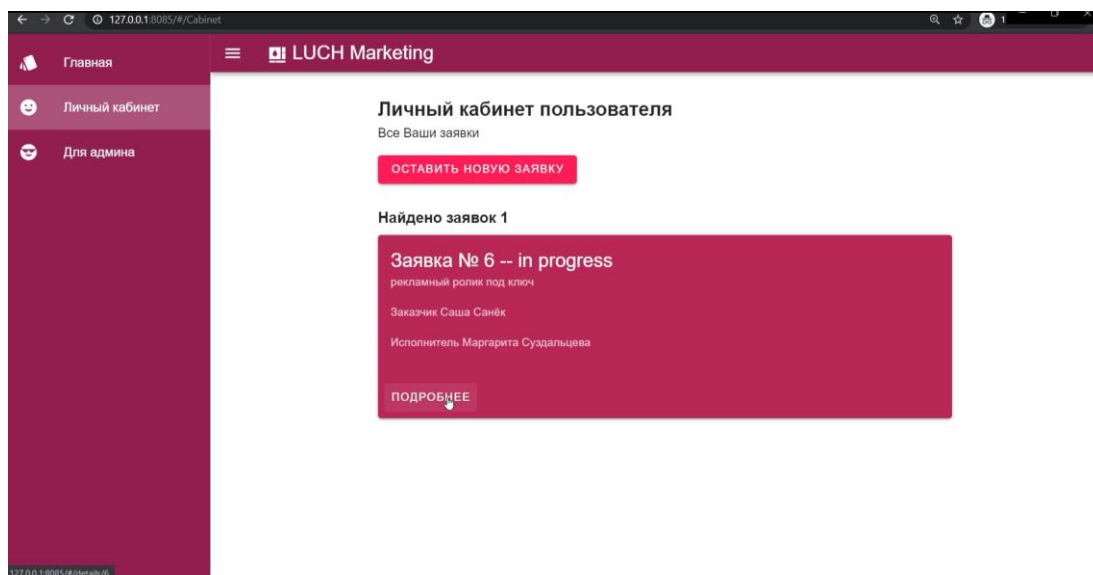 127.0.0.1:8085/#/Cabinet
1
Главная
LUCH Marketing
Личный кабинет
Для админа
Личный кабинет пользователя
Все Ваши заявки
ОСТАВИТЬ НОВУЮ ЗАЯВКУ
Найдено заявок 1
Заявка № 6 -- in progress
рекламный ролик под ключ
Заказчик Саша Санёк
Исполнитель Маргарита Суздальцева
ПОДРОБНЕЕ
127.0.0.1:8085/#/details/6